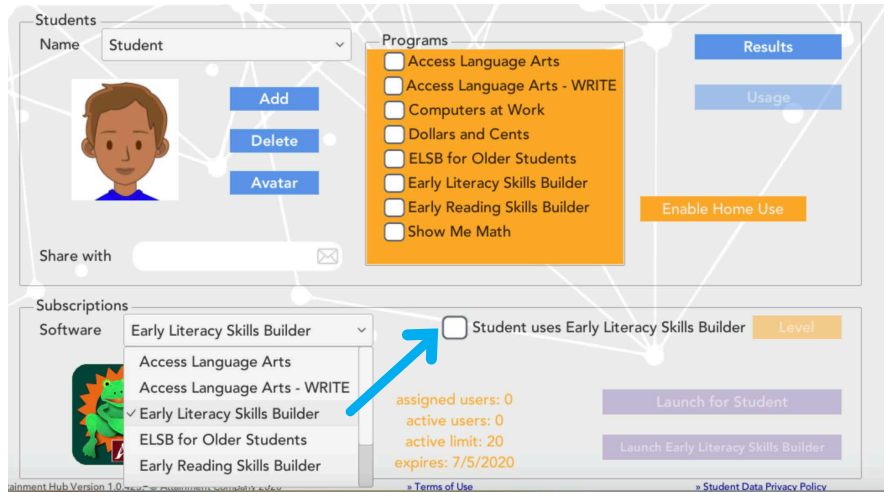 Students
Name
Student
Add
Delete
Avatar
Share with
Programs
Access Language Arts
Access Language Arts - WRITE
Computers at Work
Dollars and Cents
ELSB for Older Students
Early Literacy Skills Builder
Early Reading Skills Builder
Show Me Math
Results
Usage
Enable Home Use
Subscriptions
Software
Early Literacy Skills Builder
Access Language Arts
Access Language Arts - WRITE
✓ Early Literacy Skills Builder
ELSB for Older Students
Early Reading Skills Builder
Student uses Early Literacy Skills Builder
Level
assigned users: 0
active users: 0
active limit: 20
expires: 7/5/2020
Launch for Student
Launch Early Literacy Skills Builder
Hub Version
» Terms of Use
» Student Data Privacy Policy